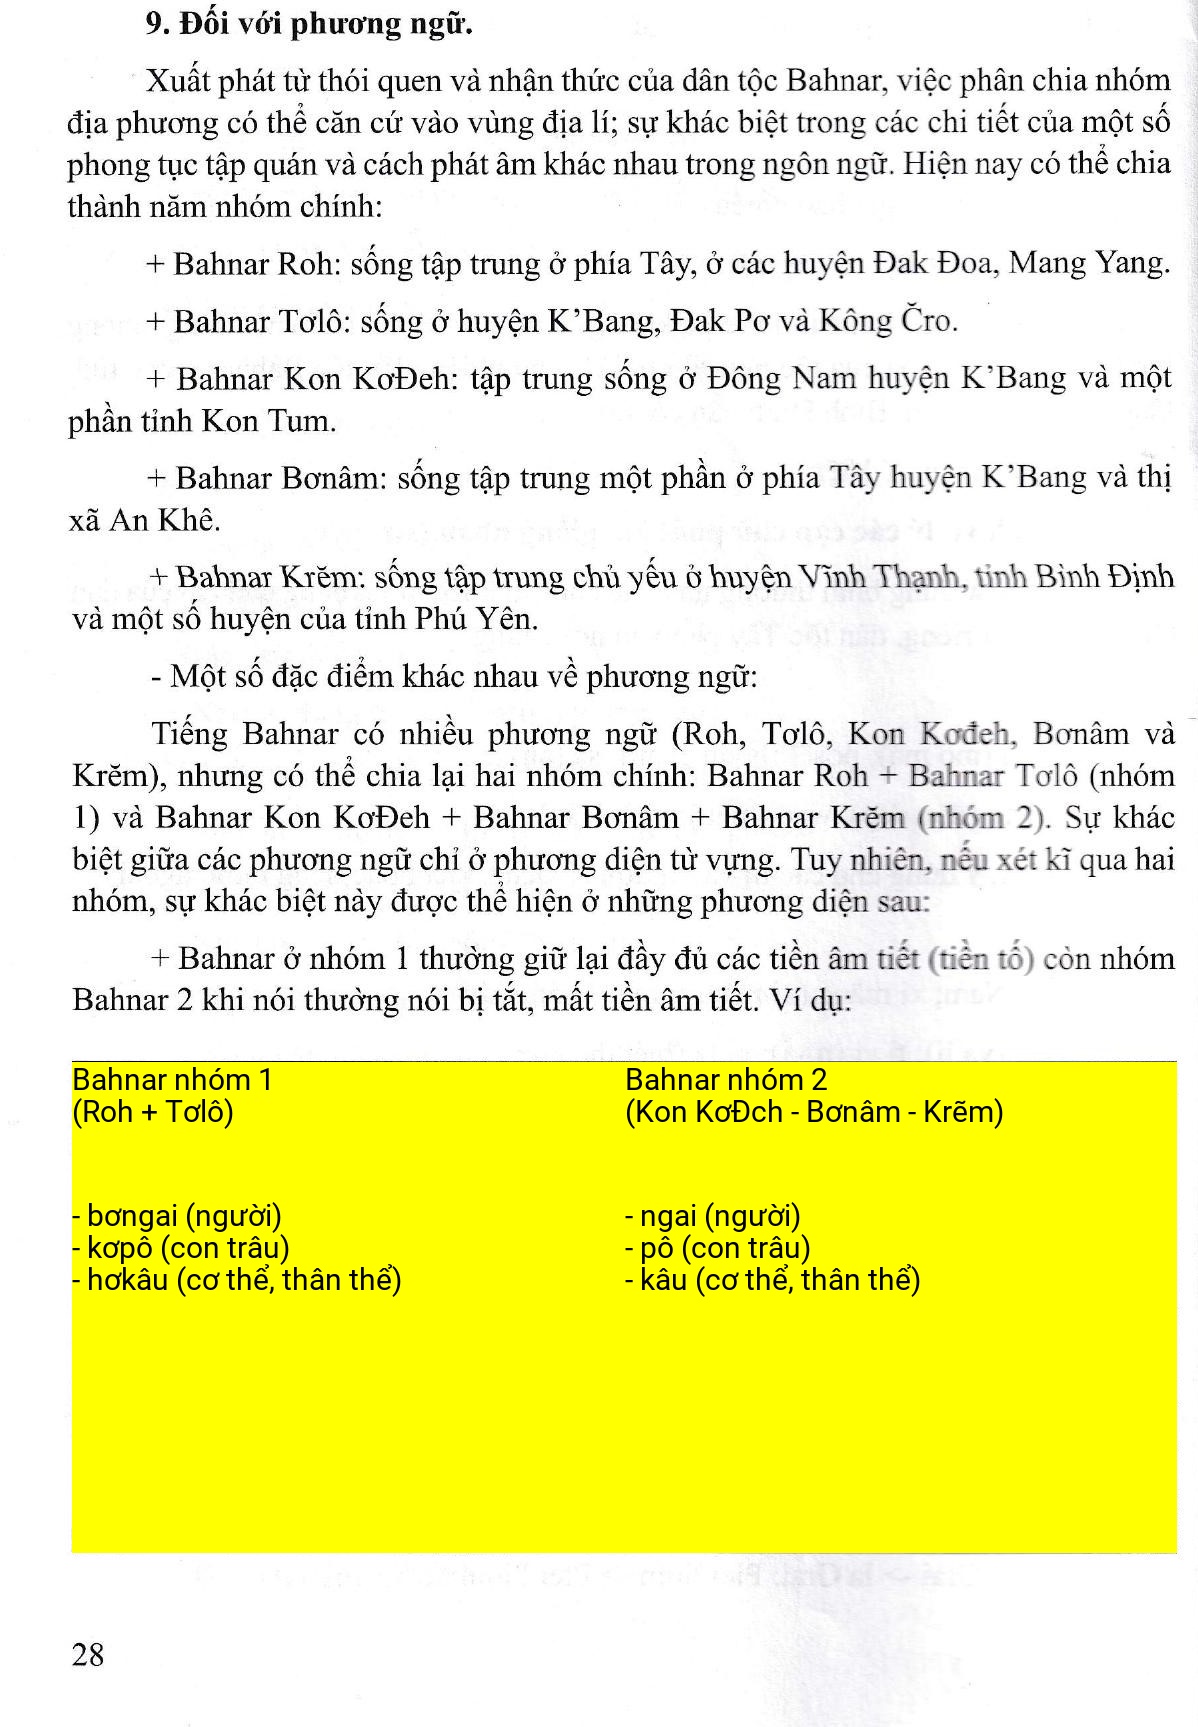 9. Đối với phương ngữ.
Xuất phát từ thói quen và nhận thức của dân tộc Bahnar, việc phân chia nhóm
địa phương có thể căn cứ vào vùng địa lí; sự khác biệt trong các chi tiết của một số
phong tục tập quán và cách phát âm khác nhau trong ngôn ngữ. Hiện nay có thể chia
thành năm nhóm chính:
+ Bahnar Roh: sống tập trung ở phía Tây, ở các huyện Đak Đoa, Mang Yang.
+ Bahnar Tơlô: sống ở huyện K’Bang, Đak Pơ và Kông Čro.
+ Bahnar Kon KơĐeh: tập trung sống ở Đông Nam huyện K’Bang và một
phần tỉnh Kon Tum.
+ Bahnar Bơnâm: sống tập trung một phần ở phía Tây huyện K’Bang và thị
xã An Khê.
+ Bahnar Krĕm: sống tập trung chủ yếu ở huyện Vĩnh Thạnh, tỉnh Bình Định
và một số huyện của tỉnh Phú Yên.
- Một số đặc điểm khác nhau về phương ngữ:
Tiếng Bahnar có nhiều phương ngữ (Roh, Tơlô, Kon Kơđeh, Bơnâm và
Krĕm), nhưng có thể chia lại hai nhóm chính: Bahnar Roh + Bahnar Tơlô (nhóm
1) và Bahnar Kon KơĐeh + Bahnar Bơnâm + Bahnar Krĕm (nhóm 2). Sự khác
biệt giữa các phương ngữ chỉ ở phương diện từ vựng. Tuy nhiên, nếu xét kĩ qua hai
nhóm, sự khác biệt này được thể hiện ở những phương diện sau:
+ Bahnar ở nhóm 1 thường giữ lại đầy đủ các tiền âm tiết (tiền tố) còn nhóm
Bahnar 2 khi nói thường nói bị tắt, mất tiền âm tiết. Ví dụ:
Bahnar nhóm 1
(Roh + Tơlô)
- bơngai (người)
- kơpô (con trâu)
- hơkâu (cơ thể, thân thể)
Bahnar nhóm 2
(Kon KơĐch - Bơnâm - Krẽm)
- ngai (người)
- pô (con trâu)
- kâu (cơ thể, thân thể)
28